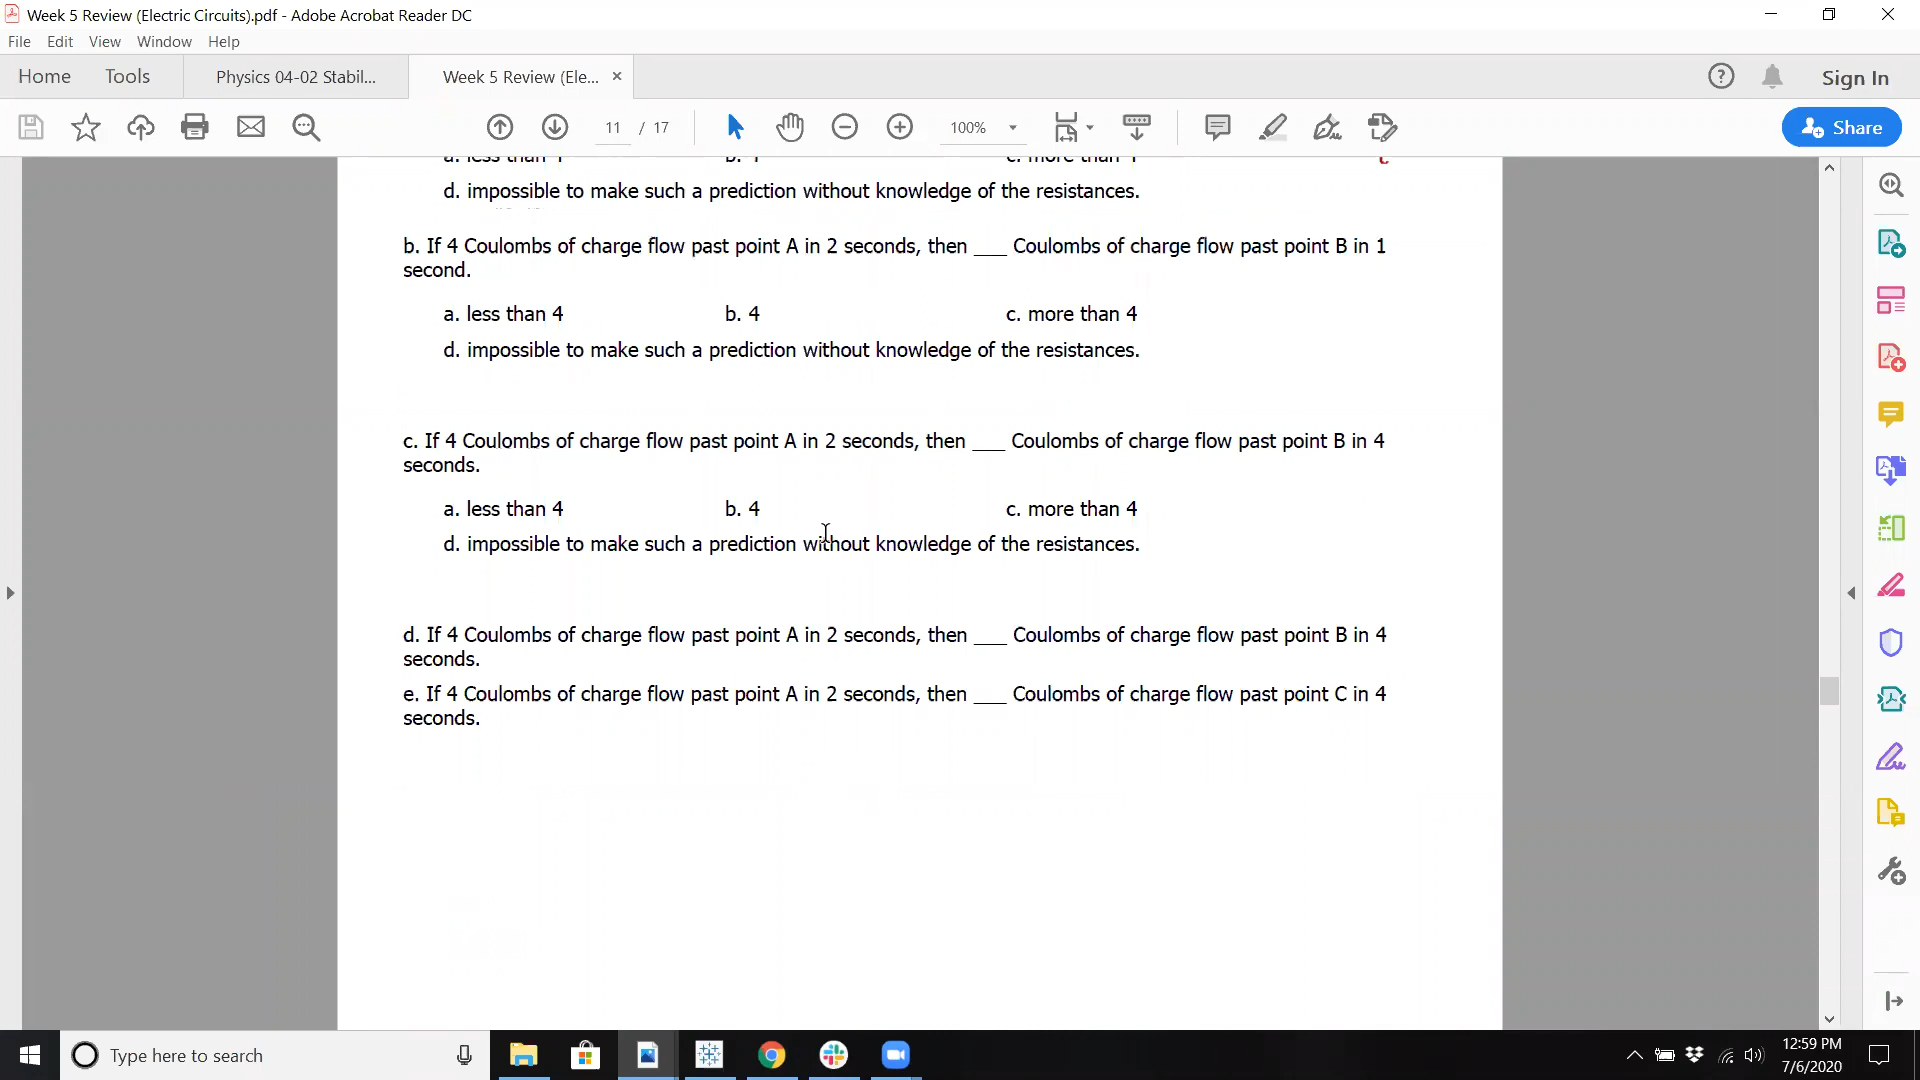 Week 5 Review (Electric Circuits).pdf - Adobe Acrobat Reader DC
File Edit View Window Help
Home Tools Physics 04-02 Stabil... Week 5 Review (Ele... × Sign In
11 / 17 100% Share
d. impossible to make such a prediction without knowledge of the resistances.
b. If 4 Coulombs of charge flow past point A in 2 seconds, then ___ Coulombs of charge flow past point B in 1
second.
a. less than 4 b. 4 c. more than 4
d. impossible to make such a prediction without knowledge of the resistances.
c. If 4 Coulombs of charge flow past point A in 2 seconds, then ___ Coulombs of charge flow past point B in 4
seconds.
a. less than 4 b. 4 c. more than 4
d. impossible to make such a prediction without knowledge of the resistances.
d. If 4 Coulombs of charge flow past point A in 2 seconds, then ___ Coulombs of charge flow past point B in 4
seconds.
e. If 4 Coulombs of charge flow past point A in 2 seconds, then ___ Coulombs of charge flow past point C in 4
seconds.
Type here to search
12:59 PM
7/6/2020